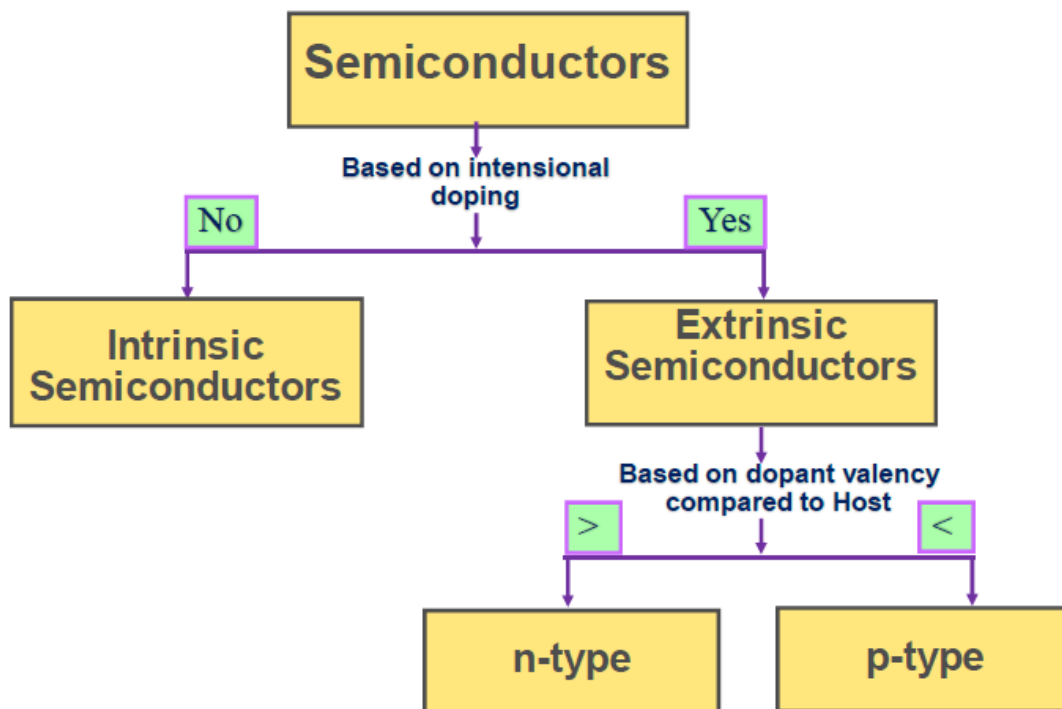 Semiconductors
Based on intensional
doping
No
Yes
Intrinsic
Semiconductors
Extrinsic
Semiconductors
Based on dopant valency
compared to Host
>
<
n-type
p-type